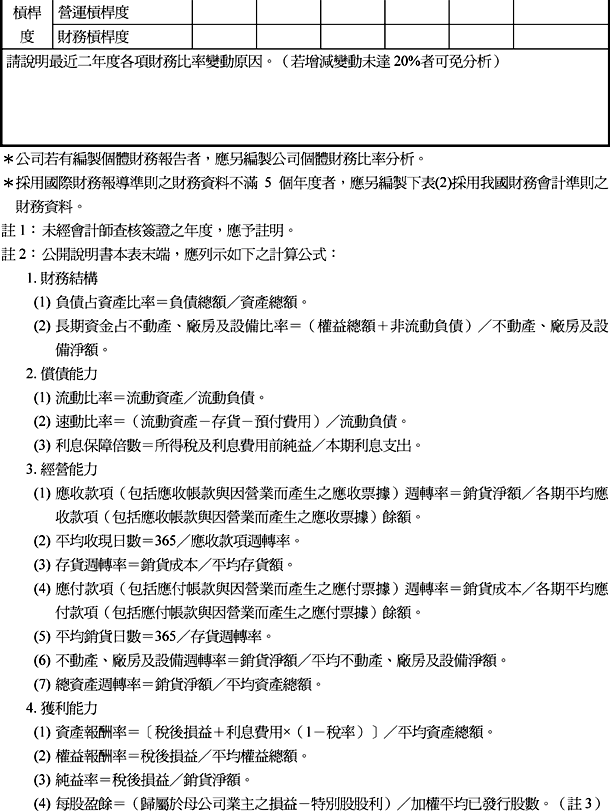 槓桿 營運槓桿度
度 財務槓桿度
請說明最近二年度各項財務比率變動原因。（若增減變動未達 20%者可免分析）
＊公司若有編製個體財務報告者，應另編製公司個體財務比率分析。
＊採用國際財務報導準則之財務資料不滿 5 個年度者，應另編製下表(2)採用我國財務會計準則之
財務資料。
註 1：未經會計師查核簽證之年度，應予註明。
註 2：公開說明書本表末端，應列示如下之計算公式：
1. 財務結構
(1) 負債占資產比率＝負債總額／資產總額。
(2) 長期資金占不動產、廠房及設備比率＝（權益總額＋非流動負債）／不動產、廠房及設
備淨額。
2. 償債能力
(1) 流動比率＝流動資產／流動負債。
(2) 速動比率＝（流動資產－存貨－預付費用）／流動負債。
(3) 利息保障倍數＝所得稅及利息費用前純益／本期利息支出。
3. 經營能力
(1) 應收款項（包括應收帳款與因營業而產生之應收票據）週轉率＝銷貨淨額／各期平均應
收款項（包括應收帳款與因營業而產生之應收票據）餘額。
(2) 平均收現日數＝365／應收款項週轉率。
(3) 存貨週轉率＝銷貨成本／平均存貨額。
(4) 應付款項（包括應付帳款與因營業而產生之應付票據）週轉率＝銷貨成本／各期平均應
付款項（包括應付帳款與因營業而產生之應付票據）餘額。
(5) 平均銷貨日數＝365／存貨週轉率。
(6) 不動產、廠房及設備週轉率＝銷貨淨額／平均不動產、廠房及設備淨額。
(7) 總資產週轉率＝銷貨淨額／平均資產總額。
4. 獲利能力
(1) 資產報酬率＝〔稅後損益＋利息費用×（1－稅率）〕／平均資產總額。
(2) 權益報酬率＝稅後損益／平均權益總額。
(3) 純益率＝稅後損益／銷貨淨額。
(4) 每股盈餘＝（歸屬於母公司業主之損益－特別股股利）／加權平均已發行股數。（註 3）